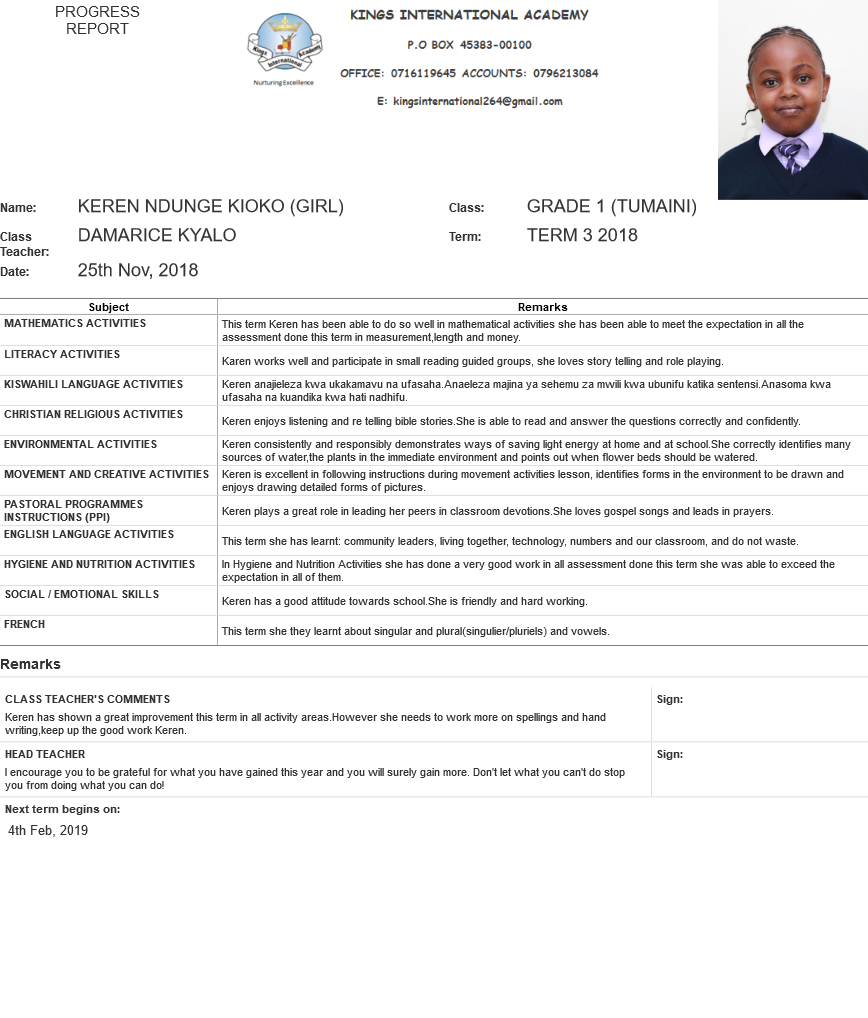 PROGRESS
REPORT
Kings International Academy
Nurturing Excellence
KINGS INTERNATIONAL ACADEMY
P.O BOX 45383-00100
OFFICE: 0716119645 ACCOUNTS: 0796213084
E: kingsinternational264@gmail.com
Name: KEREN NDUNGE KIOKO (GIRL) Class: GRADE 1 (TUMAINI)
Class Teacher: DAMARICE KYALO Term: TERM 3 2018
Date: 25th Nov, 2018
Subject Remarks
MATHEMATICS ACTIVITIES
This term Keren has been able to do so well in mathematical activities she has been able to meet the expectation in all the
assessment done this term in measurement,length and money.
LITERACY ACTIVITIES
Karen works well and participate in small reading guided groups, she loves story telling and role playing.
KISWAHILI LANGUAGE ACTIVITIES
Keren anajieleza kwa ukakamavu na ufasaha.Anaeleza majina ya sehemu za mwili kwa ubunifu katika sentensi.Anasoma kwa
ufasaha na kuandika kwa hati nadhifu.
CHRISTIAN RELIGIOUS ACTIVITIES
Keren enjoys listening and re telling bible stories.She is able to read and answer the questions correctly and confidently.
ENVIRONMENTAL ACTIVITIES
Keren consistently and responsibly demonstrates ways of saving light energy at home and at school.She correctly identifies many
sources of water,the plants in the immediate environment and points out when flower beds should be watered.
MOVEMENT AND CREATIVE ACTIVITIES
Keren is excellent in following instructions during movement activities lesson, identifies forms in the environment to be drawn and
enjoys drawing detailed forms of pictures.
PASTORAL PROGRAMMES
INSTRUCTIONS (PPI)
Keren plays a great role in leading her peers in classroom devotions.She loves gospel songs and leads in prayers.
ENGLISH LANGUAGE ACTIVITIES
This term she has learnt: community leaders, living together, technology, numbers and our classroom, and do not waste.
HYGIENE AND NUTRITION ACTIVITIES
In Hygiene and Nutrition Activities she has done a very good work in all assessment done this term she was able to exceed the
expectation in all of them.
SOCIAL / EMOTIONAL SKILLS
Keren has a good attitude towards school.She is friendly and hard working.
FRENCH
This term she they learnt about singular and plural(singulier/pluriels) and vowels.
Remarks
CLASS TEACHER'S COMMENTS
Keren has shown a great improvement this term in all activity areas.However she needs to work more on spellings and hand
writing,keep up the good work Keren.
Sign:
HEAD TEACHER
I encourage you to be grateful for what you have gained this year and you will surely gain more. Don't let what you can't do stop
you from doing what you can do!
Sign:
Next term begins on:
4th Feb, 2019